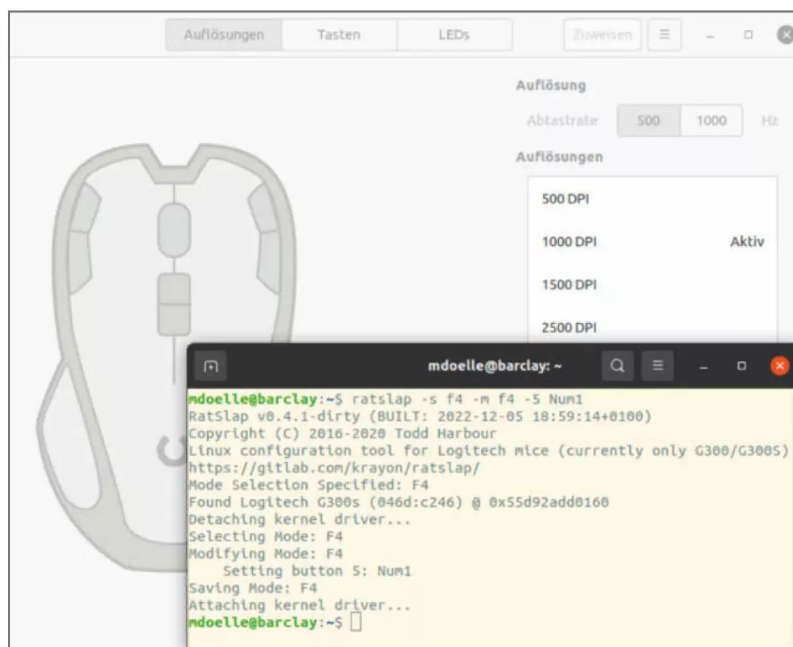 Auflösungen Tasten LEDs Zuweisen
Auflösung
Abtastrate 500 1000 Hz
Auflösungen
500 DPI
1000 DPI Aktiv
1500 DPI
2500 DPI
mdoelle@barclay: ~
mdoelle@barclay:~$ ratslap -s f4 -m f4 -5 Num1
RatSlap v0.4.1-dirty (BUILT: 2022-12-05 18:59:14+0100)
Copyright (C) 2016-2020 Todd Harbour
Linux configuration tool for Logitech mice (currently only G300/G300S)
https://gitlab.com/krayon/ratslap/
Mode Selection Specified: F4
Found Logitech G300s (046d:c246) @ 0x55d92add0160
Detaching kernel driver...
Selecting Mode: F4
Modifying Mode: F4
Setting button 5: Num1
Saving Mode: F4
Attaching kernel driver...
mdoelle@barclay:~$